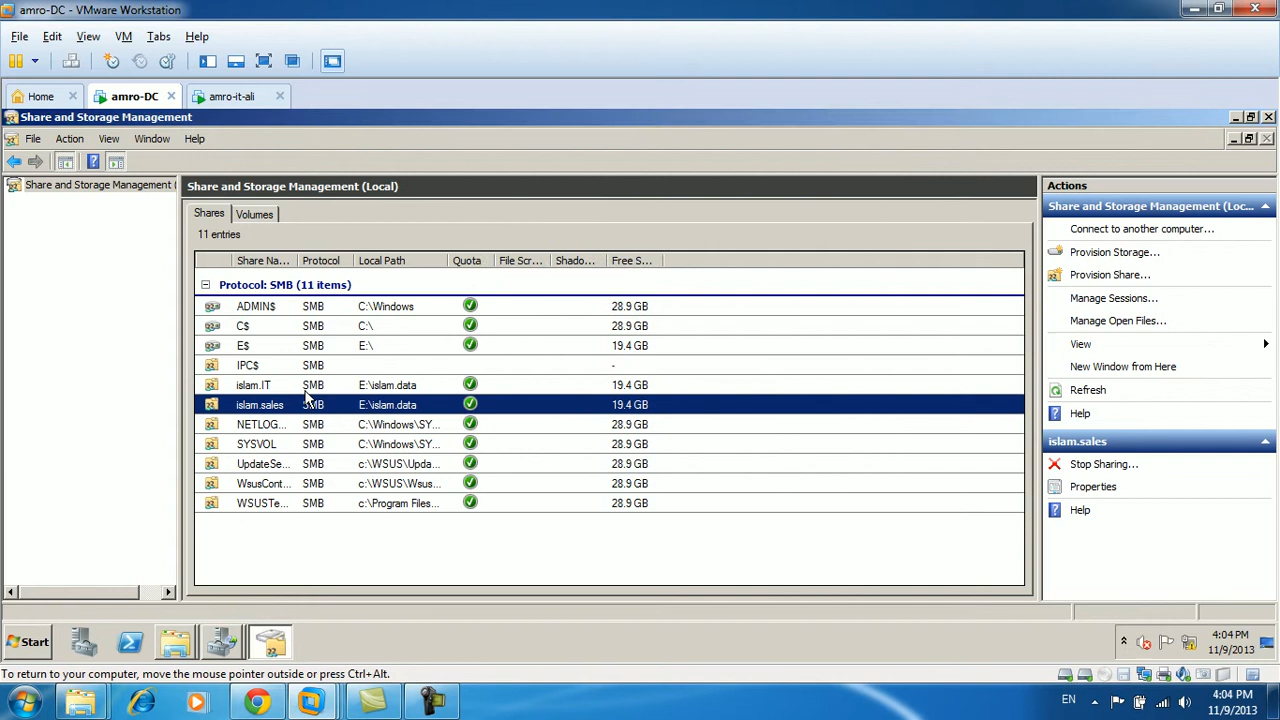 amro-DC - VMware Workstation
File Edit View VM Tabs Help
Home amro-DC amro-it-ali
Share and Storage Management
File Action View Window Help
Share and Storage Management (
Share and Storage Management (Local)
Shares Volumes
11 entries
Share Na... Protocol Local Path Quota File Scr... Shado... Free S...
Protocol: SMB (11 items)
ADMIN$ SMB C:\Windows 28.9 GB
C$ SMB C:\ 28.9 GB
E$ SMB E:\ 19.4 GB
IPC$ SMB -
islam.IT SMB E:\islam.data 19.4 GB
islam.sales SMB E:\islam.data 19.4 GB
NETLOG... SMB C:\Windows\SY... 28.9 GB
SYSVOL SMB C:\Windows\SY... 28.9 GB
UpdateSe... SMB c:\WSUS\Upda... 28.9 GB
WsusCont... SMB c:\WSUS\Wsus... 28.9 GB
WSUSTe... SMB c:\Program Files... 28.9 GB
Actions
Share and Storage Management (Loc...
Connect to another computer...
Provision Storage...
Provision Share...
Manage Sessions...
Manage Open Files...
View
New Window from Here
Refresh
Help
islam.sales
Stop Sharing...
Properties
Help
Start
4:04 PM
11/9/2013
To return to your computer, move the mouse pointer outside or press Ctrl+Alt.
EN
4:04 PM
11/9/2013